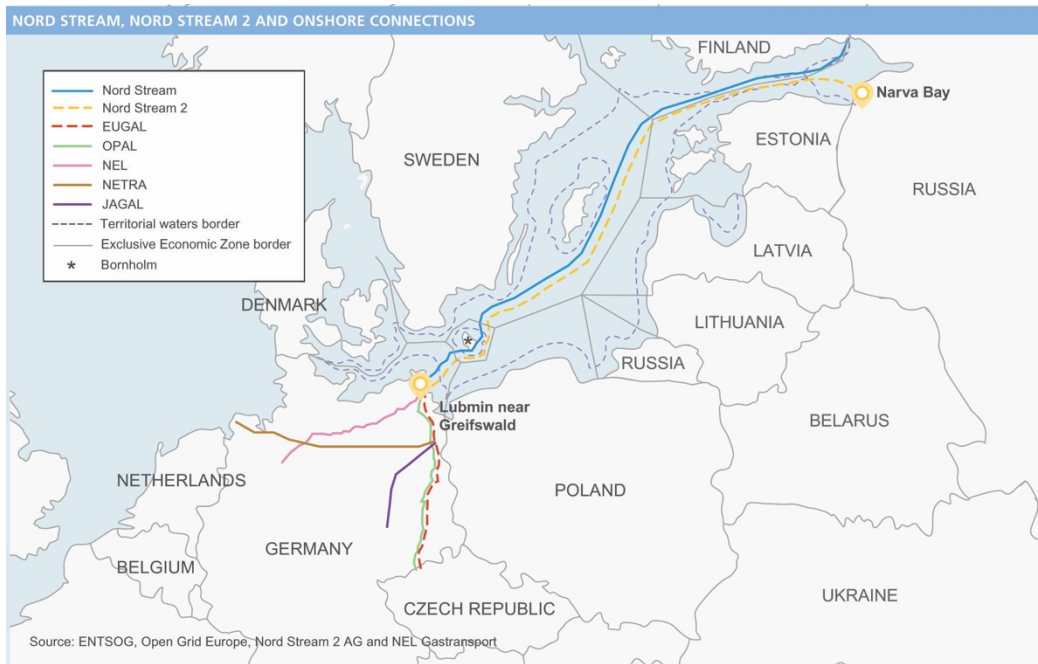 NORD STREAM, NORD STREAM 2 AND ONSHORE CONNECTIONS
Nord Stream
Nord Stream 2
EUGAL
OPAL
NEL
NETRA
JAGAL
Territorial waters border
Exclusive Economic Zone border
* Bornholm
FINLAND
Narva Bay
ESTONIA
SWEDEN
RUSSIA
LATVIA
DENMARK
LITHUANIA
*
RUSSIA
Lubmin near
Greifswald
BELARUS
NETHERLANDS
POLAND
GERMANY
BELGIUM
CZECH REPUBLIC
UKRAINE
Source: ENTSOG, Open Grid Europe, Nord Stream 2 AG and NEL Gastransport